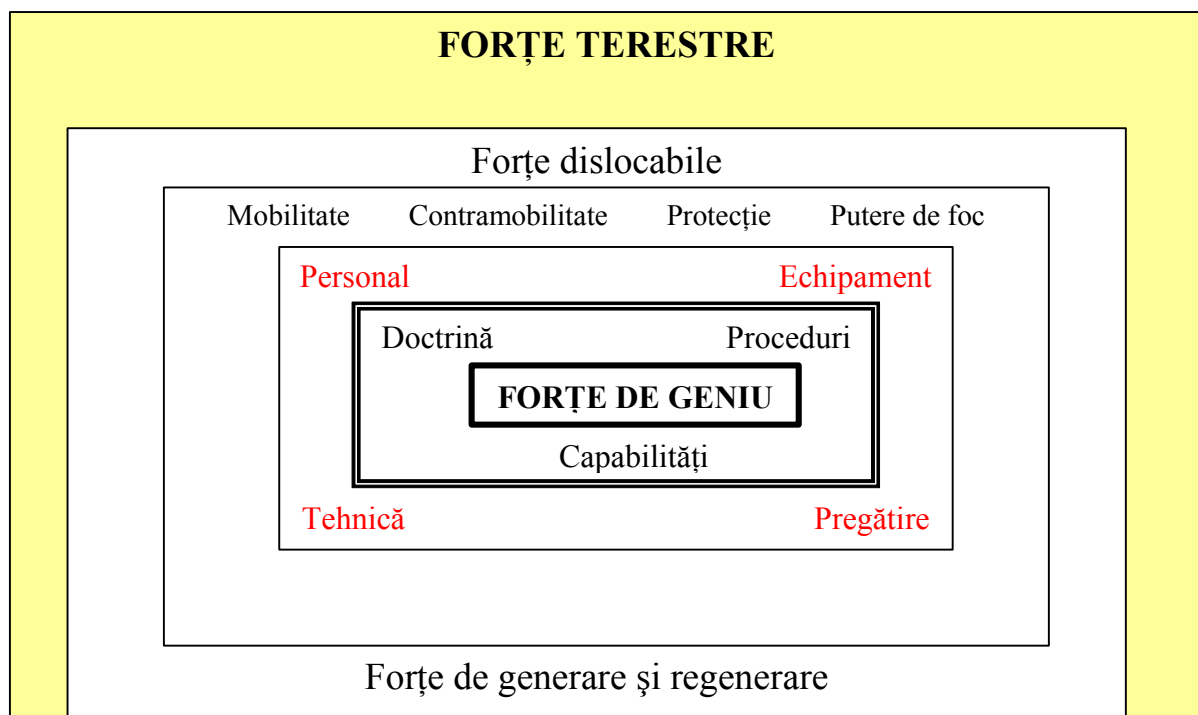 FORȚE TERESTRE
Forțe dislocabile
Mobilitate Contramobilitate Protecție Putere de foc
Personal Echipament
Doctrină Proceduri
FORȚE DE GENIU
Capabilități
Tehnică Pregătire
Forțe de generare şi regenerare